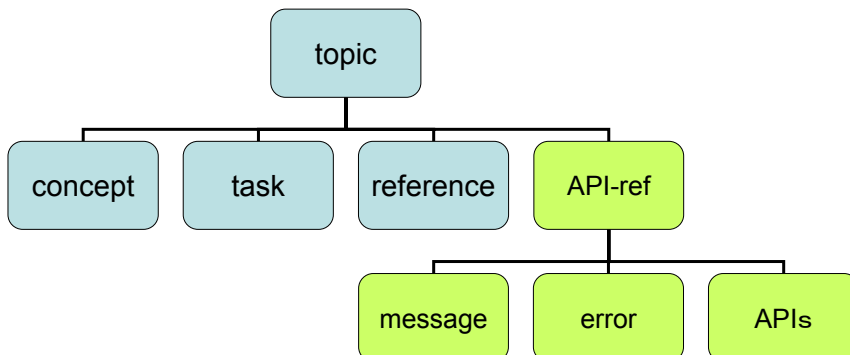 topic
concept
task
reference
API-ref
message
error
APIs